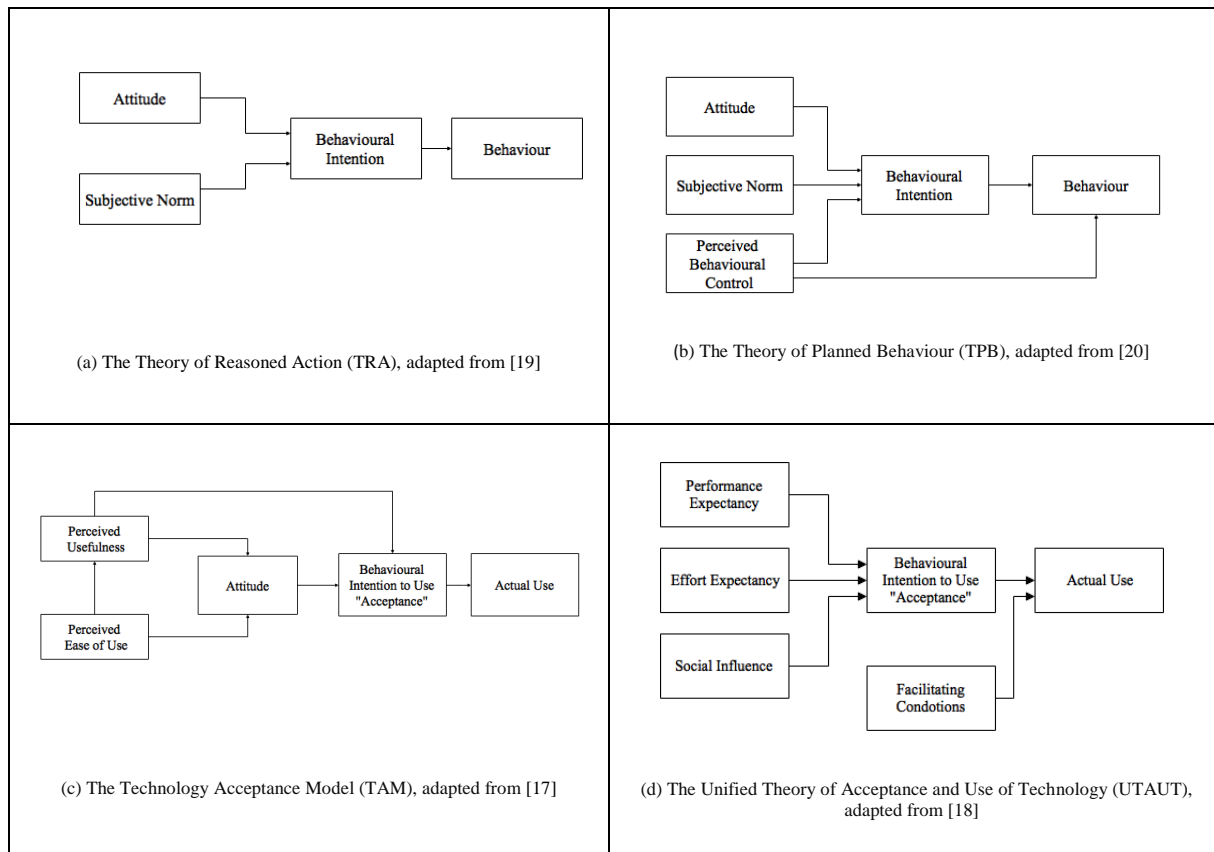 Attitude
Subjective Norm
Behavioural
Intention
Behaviour
(a) The Theory of Reasoned Action (TRA), adapted from [19]
Attitude
Subjective Norm
Perceived
Behavioural
Control
Behavioural
Intention
Behaviour
(b) The Theory of Planned Behaviour (TPB), adapted from [20]
Perceived
Usefulness
Perceived
Ease of Use
Attitude
Behavioural
Intention to Use
"Acceptance"
Actual Use
(c) The Technology Acceptance Model (TAM), adapted from [17]
Performance
Expectancy
Effort Expectancy
Social Influence
Behavioural
Intention to Use
"Acceptance"
Actual Use
Facilitating
Condotions
(d) The Unified Theory of Acceptance and Use of Technology (UTAUT),
adapted from [18]